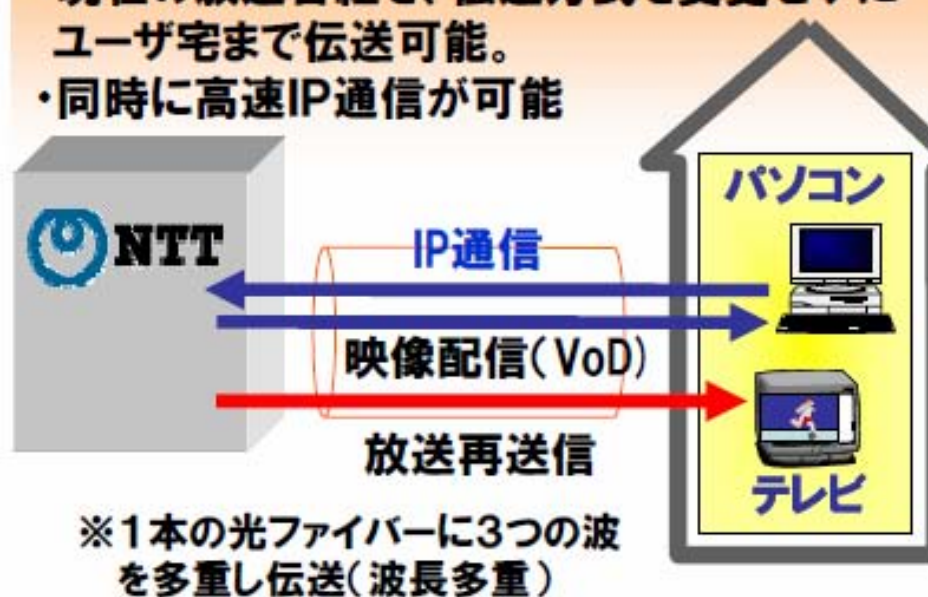 ユーザ宅まで伝送可能。
・同時に高速IP通信が可能
NTT
パソコン
IP通信
映像配信(VoD)
放送再送信
テレビ
※1本の光ファイバーに3つの波
を多重し伝送(波長多重)